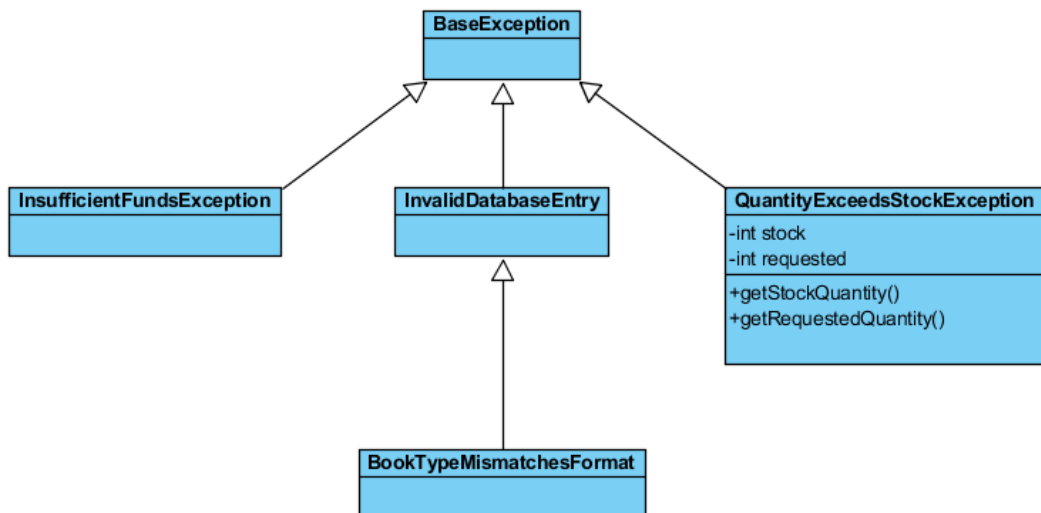 BaseException
InsufficientFundsException
InvalidDatabaseEntry
QuantityExceedsStockException
-int stock
-int requested
+getStockQuantity()
+getRequestedQuantity()
BookTypeMismatchesFormat